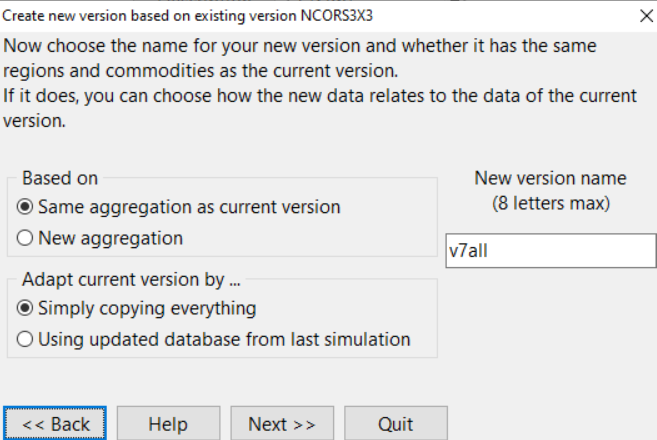 Create new version based on existing version NCORS3X3
Now choose the name for your new version and whether it has the same
regions and commodities as the current version.
If it does, you can choose how the new data relates to the data of the current
version.
Based on
Same aggregation as current version
New aggregation
New version name
(8 letters max)
v7all
Adapt current version by ...
Simply copying everything
Using updated database from last simulation
<< Back
Help
Next >>
Quit